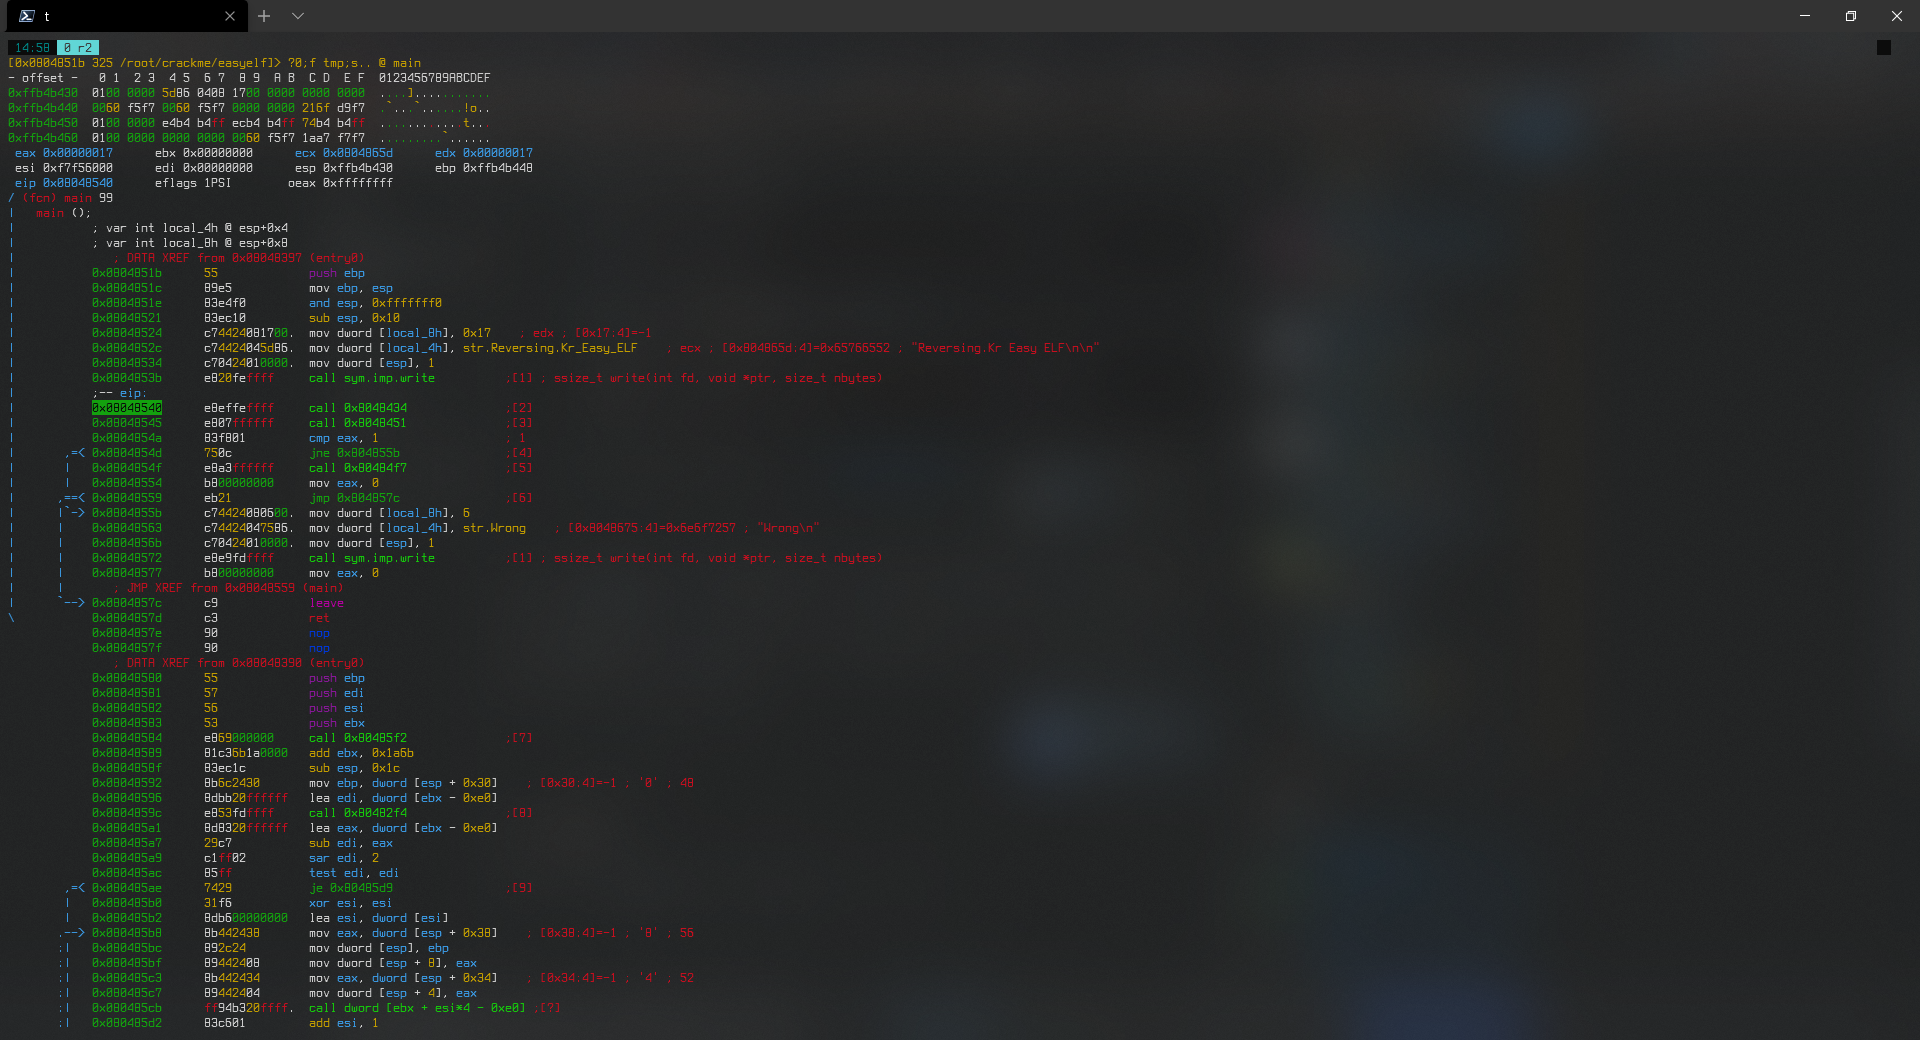 t
14:58 0 r2
[0x0804851b 325 /root/crackme/easyelf]> ?0;f tmp;s.. @ main
- offset -   0 1  2 3  4 5  6 7  8 9  A B  C D  E F  0123456789ABCDEF
0xffb4b430  0100 0000 5d86 0408 1700 0000 0000 0000  ....]...........
0xffb4b440  0060 f5f7 0060 f5f7 0000 0000 216f d9f7  .`...`......!o..
0xffb4b450  0100 0000 e4b4 b4ff ecb4 b4ff 74b4 b4ff  ............t...
0xffb4b460  0100 0000 0000 0000 0060 f5f7 1aa7 f7f7  .........`......
eax 0x00000017      ebx 0x00000000      ecx 0x0804865d      edx 0x00000017
esi 0xf7f56000      edi 0x00000000      esp 0xffb4b430      ebp 0xffb4b448
eip 0x08048540      eflags 1PSI        oeax 0xffffffff
/ (fcn) main 99
|   main ();
|           ; var int local_4h @ esp+0x4
|           ; var int local_8h @ esp+0x8
|              ; DATA XREF from 0x08048397 (entry0)
|           0x0804851b      55             push ebp
|           0x0804851c      89e5           mov ebp, esp
|           0x0804851e      83e4f0         and esp, 0xfffffff0
|           0x08048521      83ec10         sub esp, 0x10
|           0x08048524      c74424081700.  mov dword [local_8h], 0x17    ; edx ; [0x17:4]=-1
|           0x0804852c      c74424045d86.  mov dword [local_4h], str.Reversing.Kr_Easy_ELF    ; ecx ; [0x804865d:4]=0x65766552 ; "Reversing.Kr Easy ELF\n\n"
|           0x08048534      c70424010000.  mov dword [esp], 1
|           0x0804853b      e820feffff     call sym.imp.write          ;[1] ; ssize_t write(int fd, void *ptr, size_t nbytes)
|           ;-- eip:
|           0x08048540      e8effeffff     call 0x8048434              ;[2]
|           0x08048545      e807ffffff     call 0x8048451              ;[3]
|           0x0804854a      83f801         cmp eax, 1                  ; 1
|       ,=< 0x0804854d      750c           jne 0x804855b               ;[4]
|       |   0x0804854f      e8a3ffffff     call 0x80484f7              ;[5]
|       |   0x08048554      b800000000     mov eax, 0
|      ,==< 0x08048559      eb21           jmp 0x804857c               ;[6]
|      |`-> 0x0804855b      c74424080600.  mov dword [local_8h], 6
|      |    0x08048563      c74424047586.  mov dword [local_4h], str.Wrong    ; [0x8048675:4]=0x6e6f7257 ; "Wrong\n"
|      |    0x0804856b      c70424010000.  mov dword [esp], 1
|      |    0x08048572      e8e9fdffff     call sym.imp.write          ;[1] ; ssize_t write(int fd, void *ptr, size_t nbytes)
|      |    0x08048577      b800000000     mov eax, 0
|      |       ; JMP XREF from 0x08048559 (main)
|      `--> 0x0804857c      c9             leave
\           0x0804857d      c3             ret
0x0804857e      90             nop
0x0804857f      90             nop
; DATA XREF from 0x08048390 (entry0)
0x08048580      55             push ebp
0x08048581      57             push edi
0x08048582      56             push esi
0x08048583      53             push ebx
0x08048584      e869000000     call 0x80485f2              ;[7]
0x08048589      81c36b1a0000   add ebx, 0x1a6b
0x0804858f      83ec1c         sub esp, 0x1c
0x08048592      8b6c2430       mov ebp, dword [esp + 0x30]    ; [0x30:4]=-1 ; '0' ; 48
0x08048596      8dbb20ffffff   lea edi, dword [ebx - 0xe0]
0x0804859c      e853fdffff     call 0x80482f4              ;[8]
0x080485a1      8d8320ffffff   lea eax, dword [ebx - 0xe0]
0x080485a7      29c7           sub edi, eax
0x080485a9      c1ff02         sar edi, 2
0x080485ac      85ff           test edi, edi
,=< 0x080485ae      7429           je 0x80485d9                ;[9]
|   0x080485b0      31f6           xor esi, esi
|   0x080485b2      8db600000000   lea esi, dword [esi]
.--> 0x080485b8      8b442438       mov eax, dword [esp + 0x38]    ; [0x38:4]=-1 ; '8' ; 56
:|   0x080485bc      892c24         mov dword [esp], ebp
:|   0x080485bf      89442408       mov dword [esp + 8], eax
:|   0x080485c3      8b442434       mov eax, dword [esp + 0x34]    ; [0x34:4]=-1 ; '4' ; 52
:|   0x080485c7      89442404       mov dword [esp + 4], eax
:|   0x080485cb      ff94b320ffff.  call dword [ebx + esi*4 - 0xe0] ;[?]
:|   0x080485d2      83c601         add esi, 1